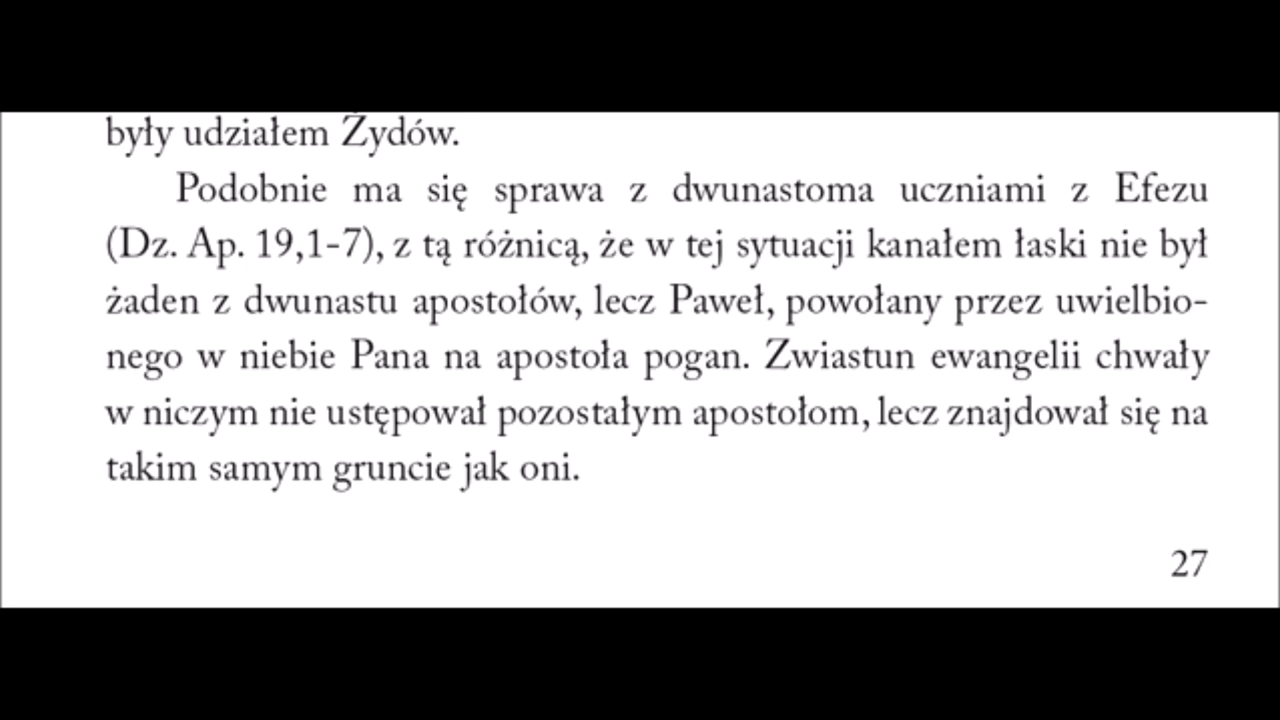 były udziałem Żydów.
Podobnie ma się sprawa z dwunastoma uczniami z Efezu
(Dz. Ap. 19,1-7), z tą różnicą, że w tej sytuacji kanałem łaski nie był
żaden z dwunastu apostołów, lecz Paweł, powołany przez uwielbio-
nego w niebie Pana na apostoła pogan. Zwiastun ewangelii chwały
w niczym nie ustępował pozostałym apostołom, lecz znajdował się na
takim samym gruncie jak oni.
27